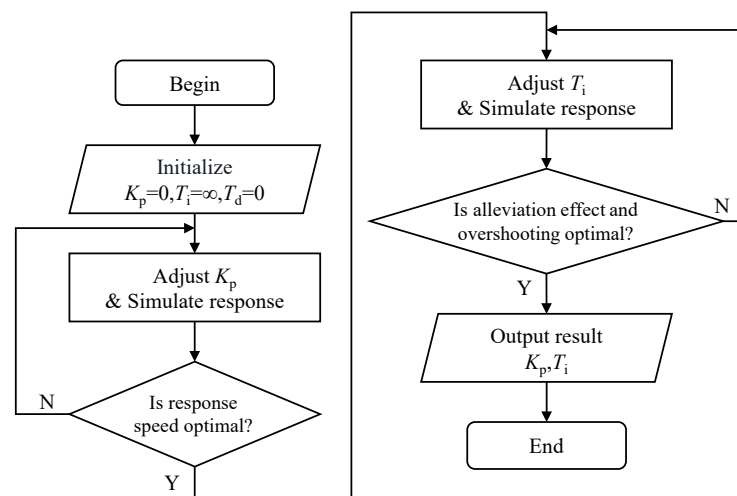 Begin
Initialize
Kp=0,Ti=∞,Td=0
Adjust Kp
& Simulate response
Is response
speed optimal?
N
Y
Adjust Ti
& Simulate response
Is alleviation effect and
overshooting optimal?
N
Y
Output result
Kp,Ti
End